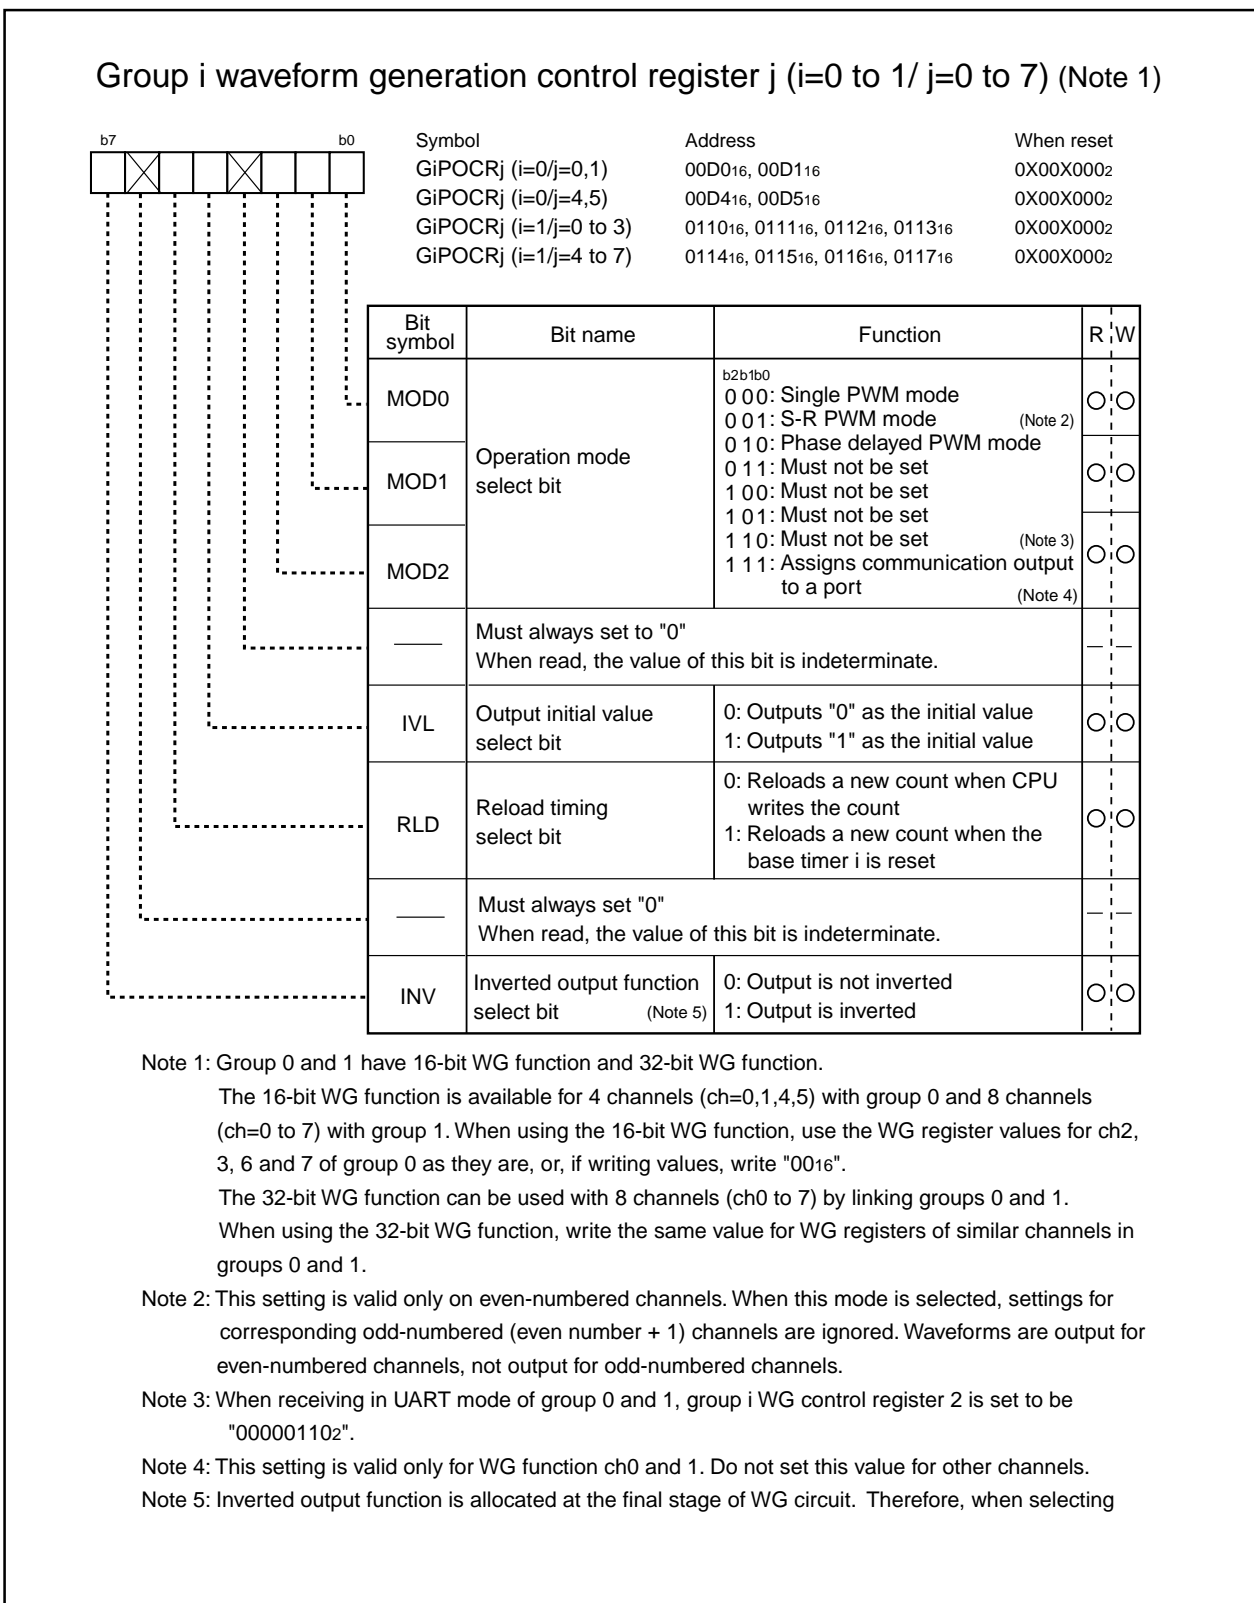 Group i waveform generation control register j (i=0 to 1/ j=0 to 7) (Note 1)
b7 b0
Symbol Address When reset
GiPOCRj (i=0/j=0,1) 00D016, 00D116 0X00X0002
GiPOCRj (i=0/j=4,5) 00D416, 00D516 0X00X0002
GiPOCRj (i=1/j=0 to 3) 011016, 011116, 011216, 011316 0X00X0002
GiPOCRj (i=1/j=4 to 7) 011416, 011516, 011616, 011716 0X00X0002
Bit symbol Bit name Function R W
MOD0
MOD1
MOD2
Operation mode
select bit
b2b1b0
0 0 0: Single PWM mode
0 0 1: S-R PWM mode (Note 2)
0 1 0: Phase delayed PWM mode
0 1 1: Must not be set
1 0 0: Must not be set
1 0 1: Must not be set
1 1 0: Must not be set (Note 3)
1 1 1: Assigns communication output
to a port (Note 4)
Must always set to "0"
When read, the value of this bit is indeterminate.
IVL
Output initial value
select bit
0: Outputs "0" as the initial value
1: Outputs "1" as the initial value
RLD
Reload timing
select bit
0: Reloads a new count when CPU
writes the count
1: Reloads a new count when the
base timer i is reset
Must always set "0"
When read, the value of this bit is indeterminate.
INV
Inverted output function
select bit (Note 5)
0: Output is not inverted
1: Output is inverted
Note 1: Group 0 and 1 have 16-bit WG function and 32-bit WG function.
The 16-bit WG function is available for 4 channels (ch=0,1,4,5) with group 0 and 8 channels
(ch=0 to 7) with group 1. When using the 16-bit WG function, use the WG register values for ch2,
3, 6 and 7 of group 0 as they are, or, if writing values, write "0016".
The 32-bit WG function can be used with 8 channels (ch0 to 7) by linking groups 0 and 1.
When using the 32-bit WG function, write the same value for WG registers of similar channels in
groups 0 and 1.
Note 2: This setting is valid only on even-numbered channels. When this mode is selected, settings for
corresponding odd-numbered (even number + 1) channels are ignored. Waveforms are output for
even-numbered channels, not output for odd-numbered channels.
Note 3: When receiving in UART mode of group 0 and 1, group i WG control register 2 is set to be
"000001102".
Note 4: This setting is valid only for WG function ch0 and 1. Do not set this value for other channels.
Note 5: Inverted output function is allocated at the final stage of WG circuit. Therefore, when selecting